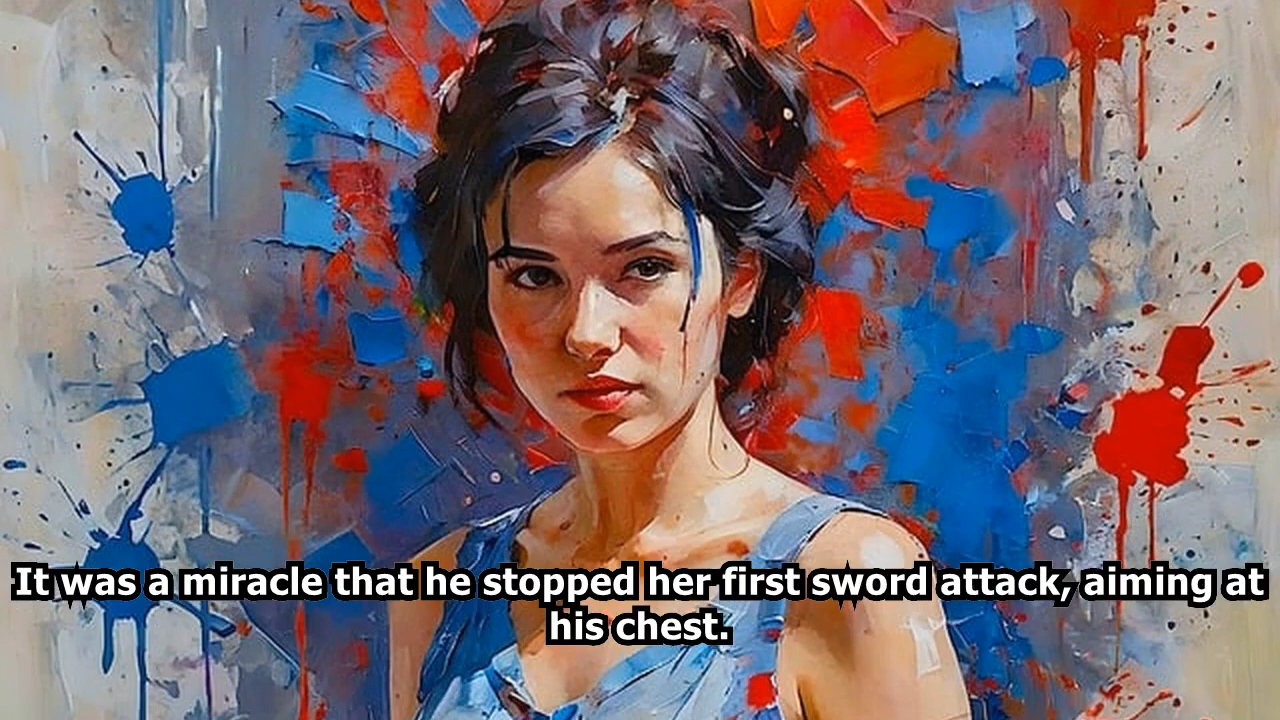 It was a miracle that he stopped her first sword attack, aiming at
his chest.